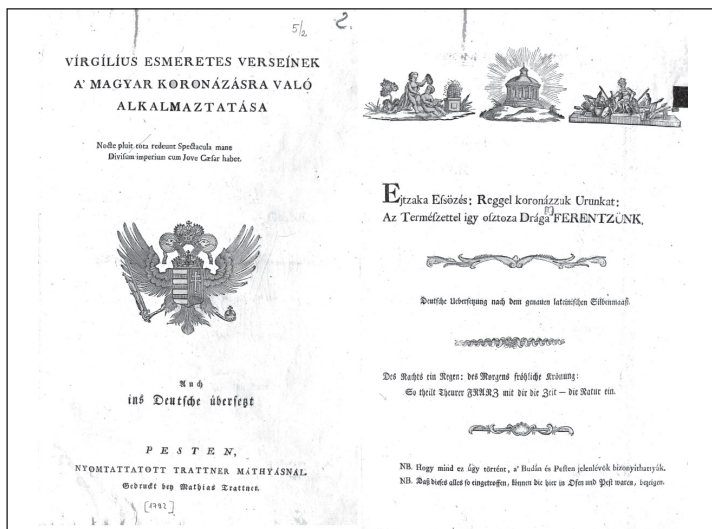 5/2
2.
VÍRGÍLÍUS ESMERETES VERSEÍNEK
A' MAGYAR KORONÁZÁSRA VALÓ
ALKALMAZTATÁSA
Nocte pluit tota redeunt Spectacula mane
Divisum imperium cum Jove Cæsar habet.
Auch
ins Deutsche übersetzt
PESTEN,
NYOMTATTATOTT TRATTNER MÁTHYÁSNÁL.
Gedruckt bey Mathias Trattner.
[1792]
Ejtzaka Efsözés: Reggel koronázzuk Urunkat:
Az Természettel igy osztoza Drága FERENTZÜNK.
Deutsche Uebersetzung nach dem genauen lateinischen Silbenmaaß.
Des Nachts ein Regen: des Morgens fröhliche Krönung:
So theilt Theurer FRANZ mit dir die Zeit — die Natur ein.
NB. Hogy mind ez úgy történt, a' Budán és Pesten jelenlévők bizonyíthattyák.
NB. Daß dieses alles so eingetroffen, können die hier in Ofen und Pest waren, bezeigen.